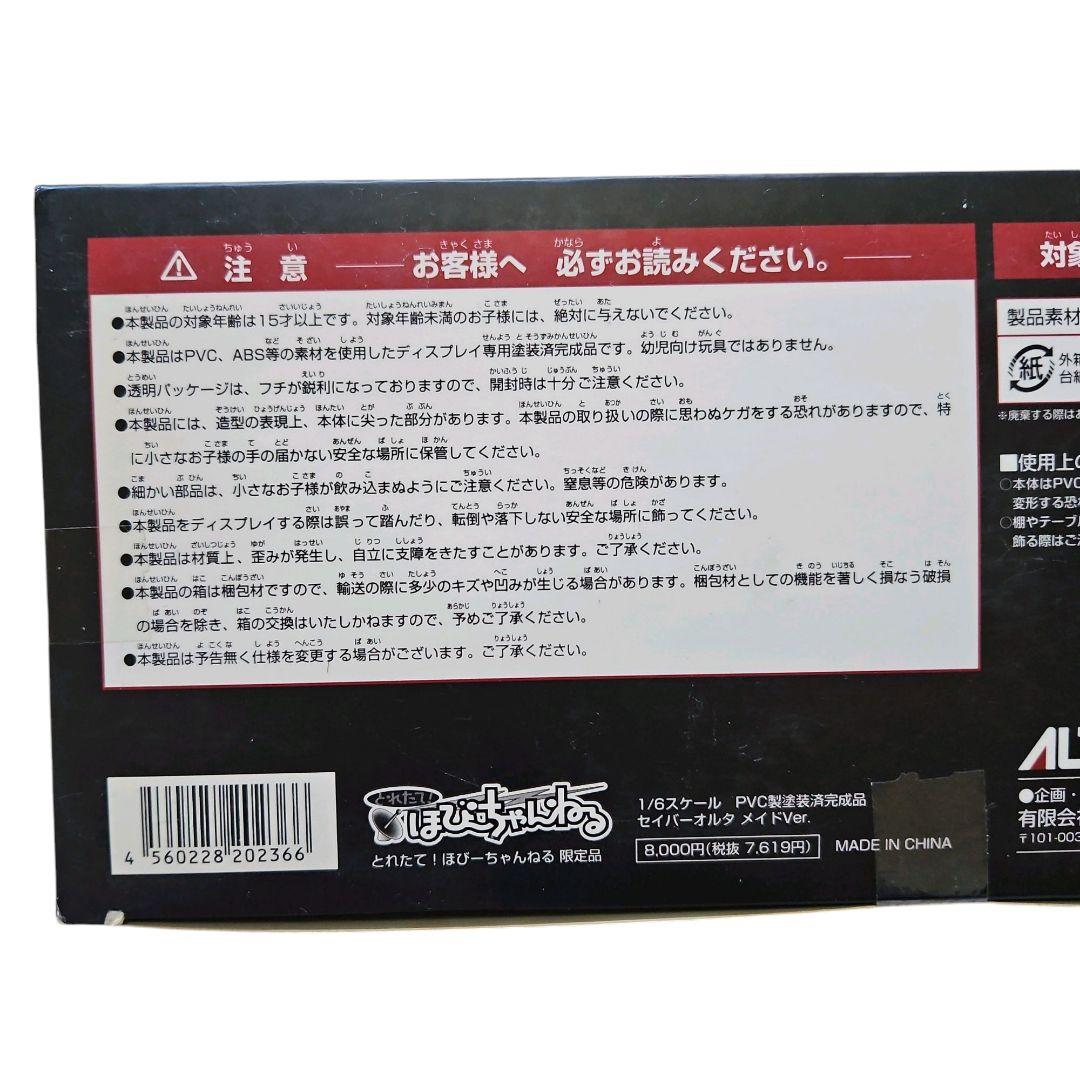 注意 お客様へ 必ずお読みください。
●本製品の対象年齢は15才以上です。対象年齢未満のお子様には、絶対に与えないでください。
●本製品はPVC、ABS等の素材を使用したディスプレイ専用塗装済完成品です。幼児向け玩具ではありません。
●透明パッケージは、フチが鋭利になっておりますので、開封時は十分ご注意ください。
●本製品には、造型の表現上、本体に尖った部分があります。本製品の取り扱いの際に思わぬケガをする恐れがありますので、特
に小さなお子様の手の届かない安全な場所に保管してください。
●細かい部品は、小さなお子様が飲み込まぬようにご注意ください。窒息等の危険があります。
●本製品をディスプレイする際は誤って踏んだり、転倒や落下しない安全な場所に飾ってください。
●本製品は材質上、歪みが発生し、自立に支障をきたすことがあります。ご了承ください。
●本製品の箱は梱包材ですので、輸送の際に多少のキズや凹みが生じる場合があります。梱包材としての機能を著しく損なう破損
の場合を除き、箱の交換はいたしかねますので、予めご了承ください。
●本製品は予告無く仕様を変更する場合がございます。ご了承ください。
4 560228 202366
とれたて!
ほびーちゃんねる
とれたて!ほびーちゃんねる 限定品
1/6スケール PVC製塗装済完成品
セイバーオルタ メイドVer.
8,000円(税抜 7,619円) MADE IN CHINA
対象
製品素材
紙
外箱
台紙
※廃棄する際は
■使用上の
○本体はPVC
変形する恐
○棚やテーブル
飾る際はご
AL
●企画・
有限会社
〒101-003